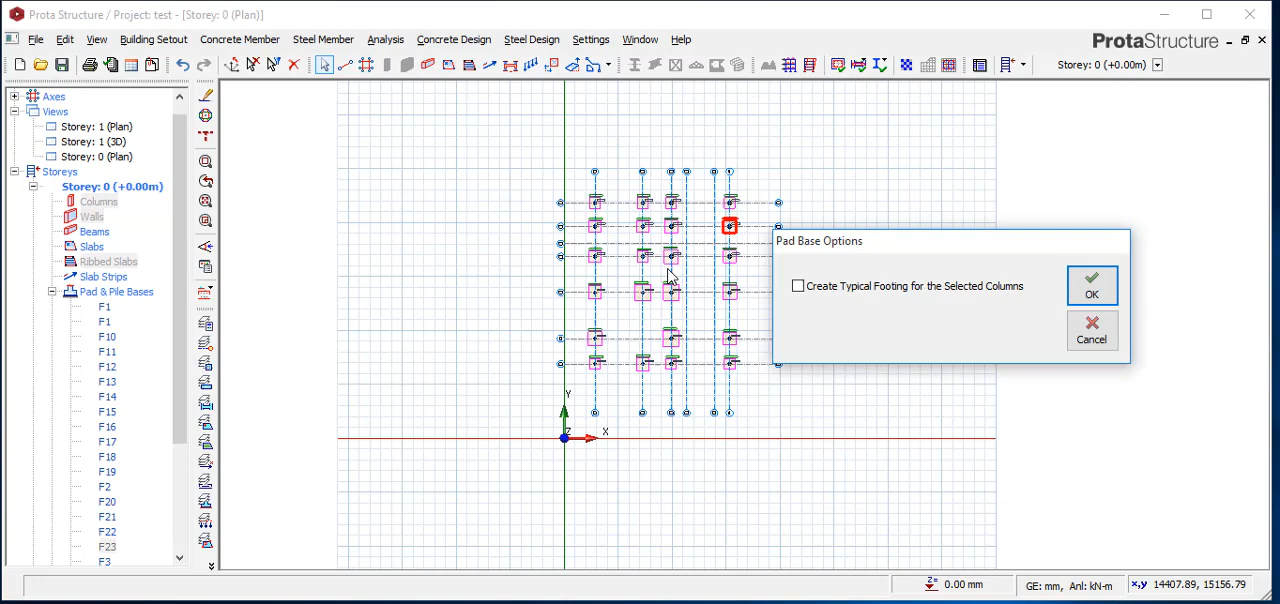 Prota Structure / Project: test - [Storey: 0 (Plan)]
File Edit View Building Setout Concrete Member Steel Member Analysis Concrete Design Steel Design Settings Window Help
ProtaStructure
Storey: 0 (+0.00m)
Axes
Views
Storey: 1 (Plan)
Storey: 1 (3D)
Storey: 0 (Plan)
Storeys
Storey: 0 (+0.00m)
Columns
Walls
Beams
Slabs
Ribbed Slabs
Slab Strips
Pad & Pile Bases
F1
F1
F10
F11
F12
F13
F14
F15
F16
F17
F18
F19
F2
F20
F21
F22
F23
F3
Y
Z
X
Pad Base Options
Create Typical Footing for the Selected Columns
OK
Cancel
Z=
0.00 mm
GE: mm, Anl: kN-m
x,y 14407.89, 15156.79